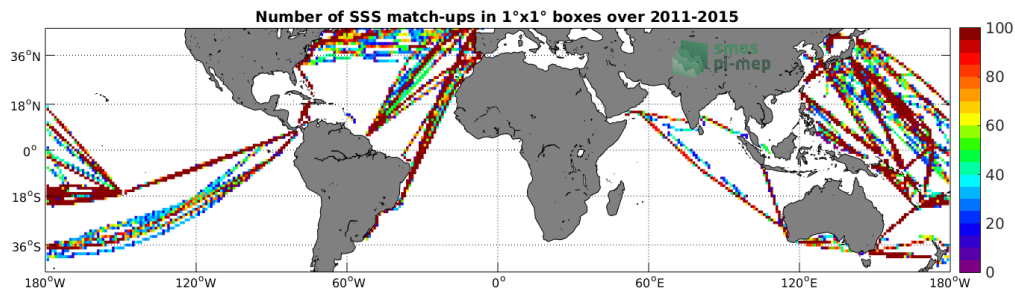 Number of SSS match-ups in 1°x1° boxes over 2011-2015
smos
pi-mep
36°N
18°N
0°
18°S
36°S
180°W
120°W
60°W
0°
60°E
120°E
180°W
100
80
60
40
20
0